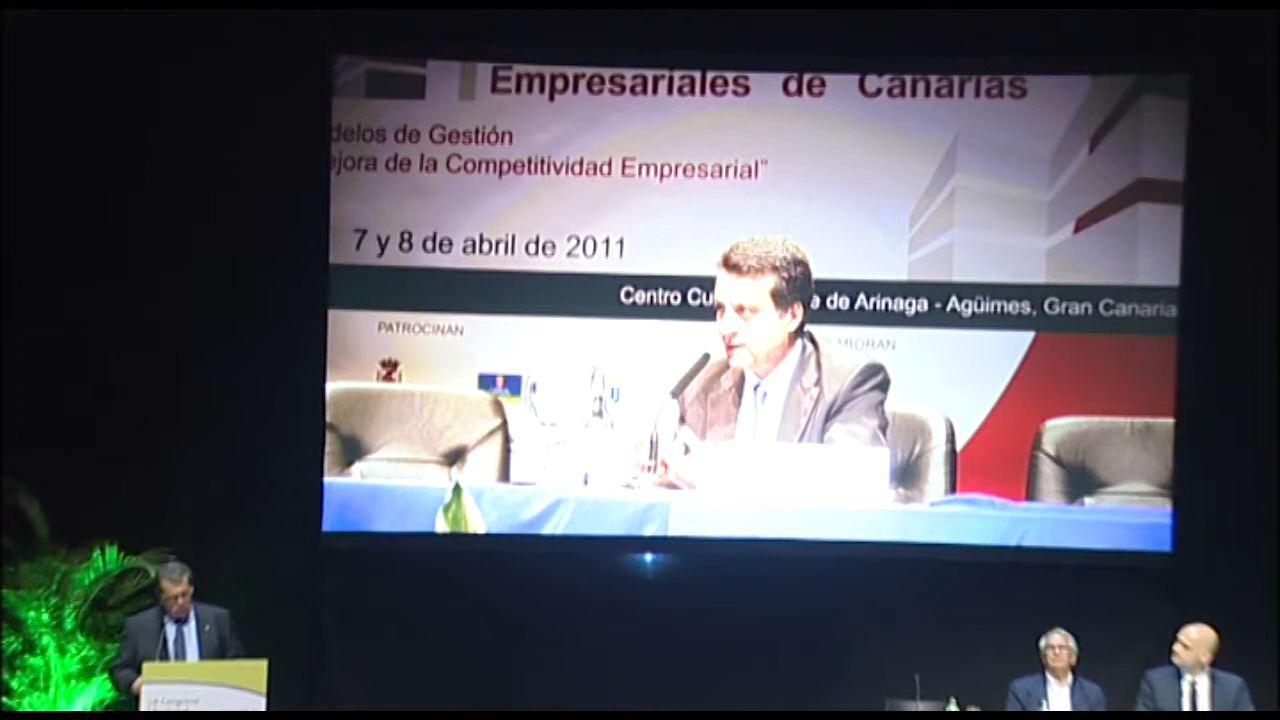 Empresariales de Canarias
delos de Gestión
ejora de la Competitividad Empresarial"
7 y 8 de abril de 2011
Centro Cu a de Arinaga - Agüimes, Gran Canaria
PATROCINAN
ABORAN
Congreso